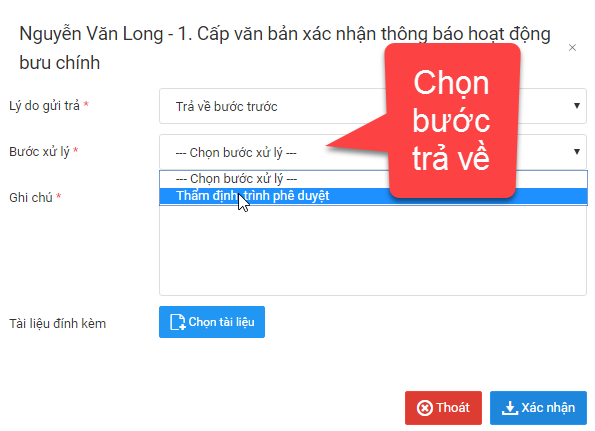 Nguyễn Văn Long - 1. Cấp văn bản xác nhận thông báo hoạt động
bưu chính
×
Lý do gửi trả *
Trả về bước trước
Chọn
bước
trả về
Bước xử lý *
--- Chọn bước xử lý ---
--- Chọn bước xử lý ---
Thẩm định, trình phê duyệt
Ghi chú *
Tài liệu đính kèm
Chọn tài liệu
Thoát
Xác nhận